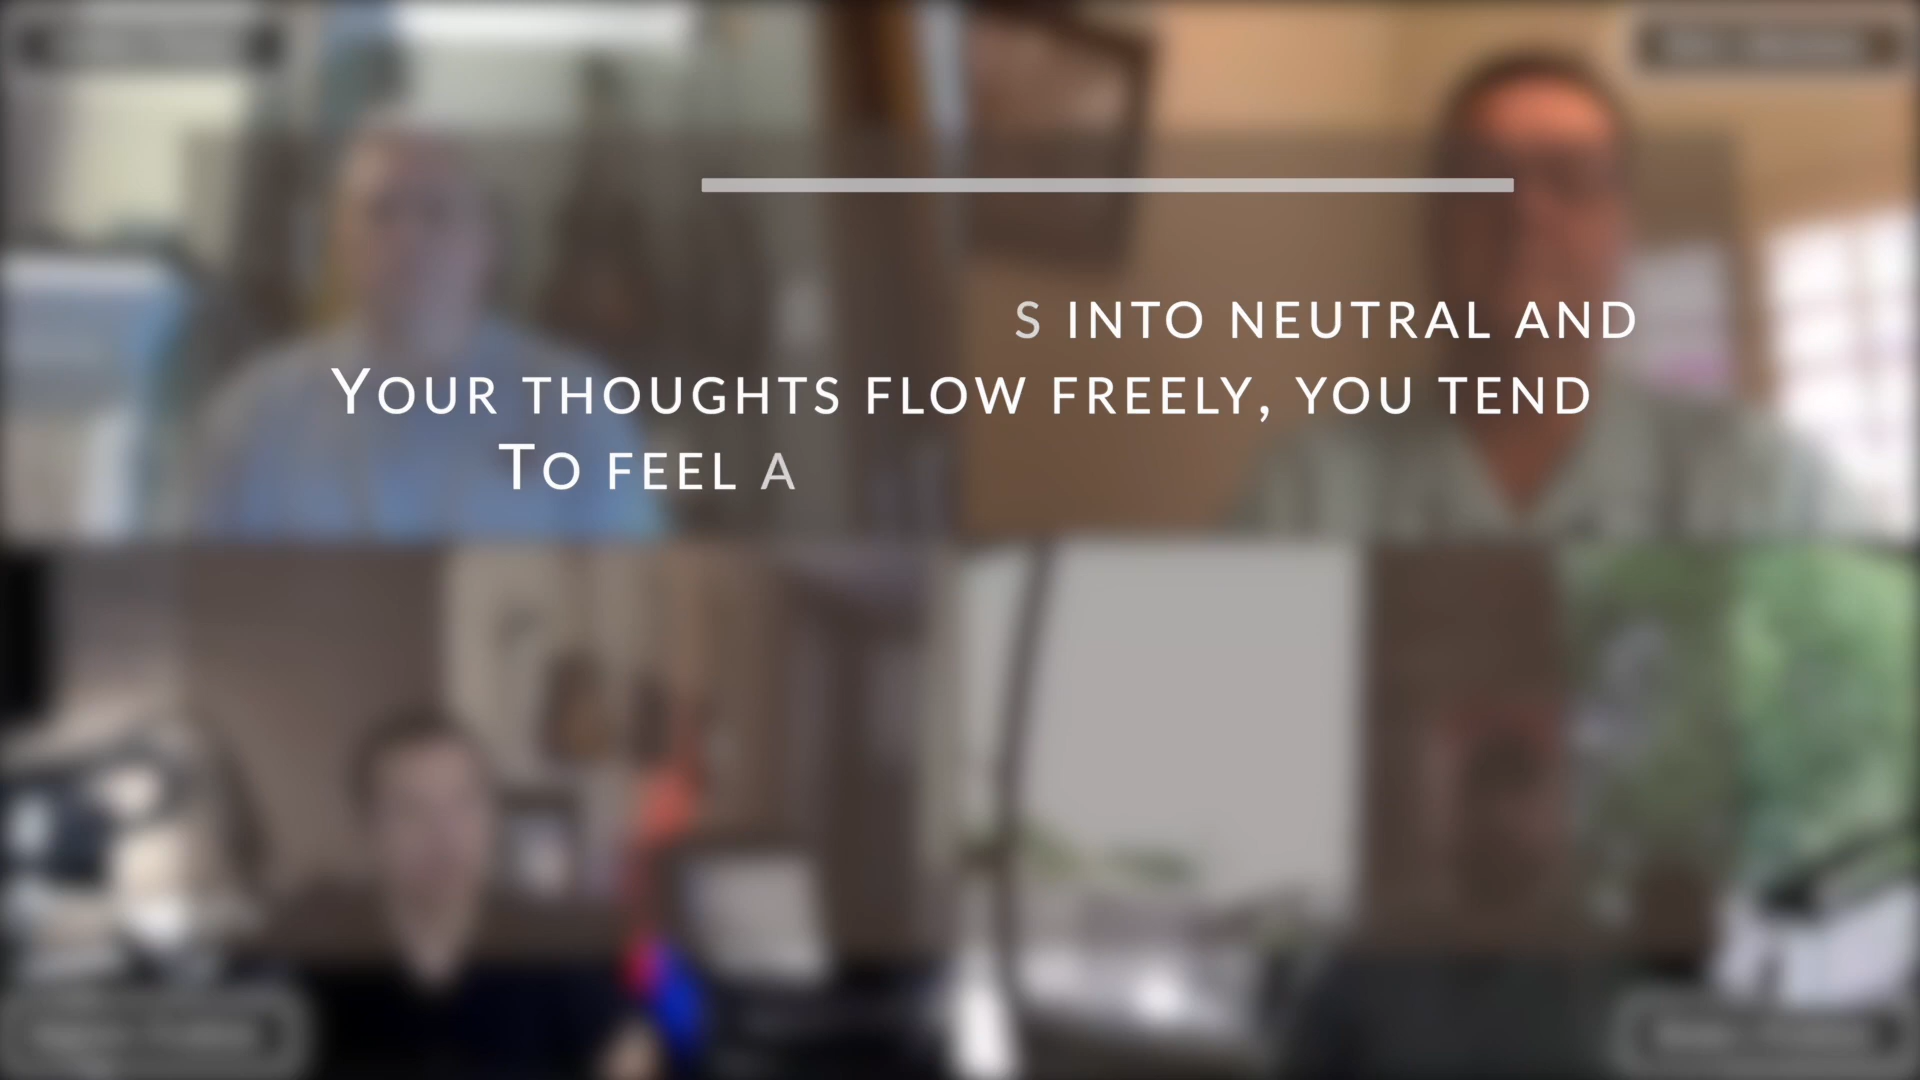 S INTO NEUTRAL AND
YOUR THOUGHTS FLOW FREELY, YOU TEND
TO FEEL A